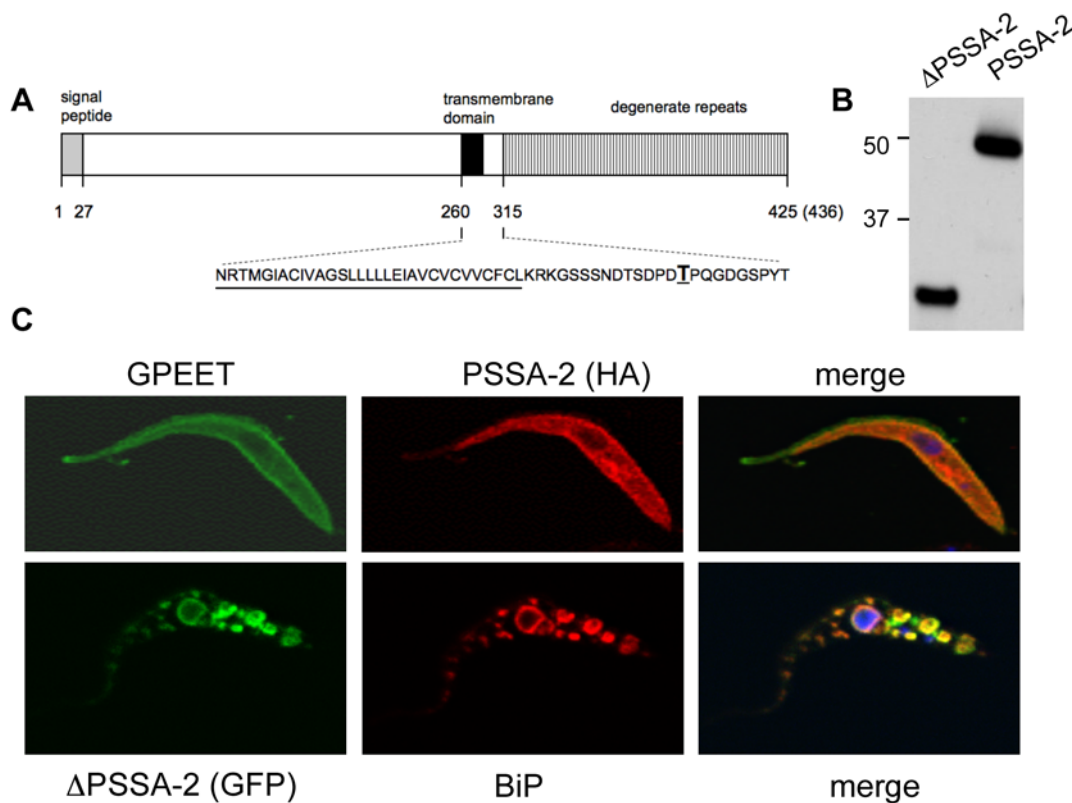 A
signal
peptide
transmembrane
domain
degenerate repeats
1 27 260 315 425 (436)
NRTMGIACIVAGSLLLLLEIAVCVCVVCFCLKRKGSSSNDTSDPDTPQGDGSPYT
B
ΔPSSA-2
PSSA-2
50
37
C
GPEET PSSA-2 (HA) merge
ΔPSSA-2 (GFP) BiP merge